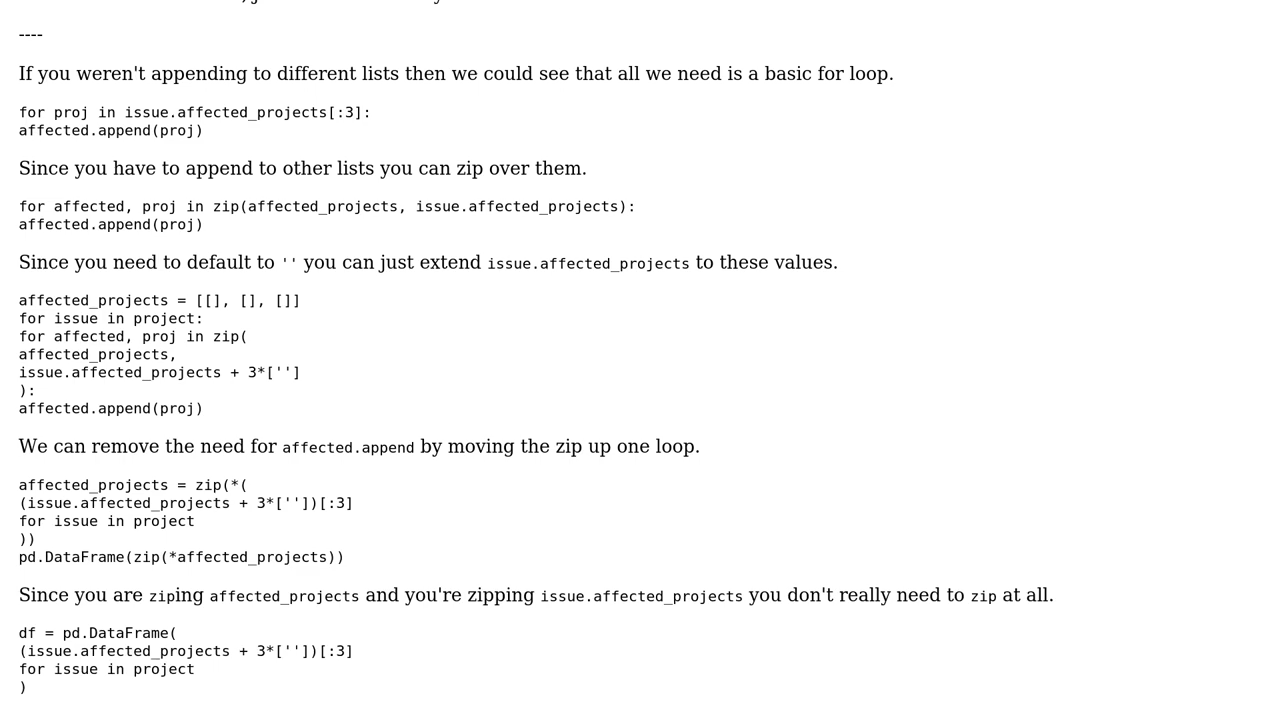 ----
If you weren't appending to different lists then we could see that all we need is a basic for loop.
for proj in issue.affected_projects[:3]:
affected.append(proj)
Since you have to append to other lists you can zip over them.
for affected, proj in zip(affected_projects, issue.affected_projects):
affected.append(proj)
Since you need to default to '' you can just extend issue.affected_projects to these values.
affected_projects = [[], [], []]
for issue in project:
for affected, proj in zip(
affected_projects,
issue.affected_projects + 3*['']
):
affected.append(proj)
We can remove the need for affected.append by moving the zip up one loop.
affected_projects = zip(*(
(issue.affected_projects + 3*[''])[:3]
for issue in project
))
pd.DataFrame(zip(*affected_projects))
Since you are ziping affected_projects and you're zipping issue.affected_projects you don't really need to zip at all.
df = pd.DataFrame(
(issue.affected_projects + 3*[''])[:3]
for issue in project
)